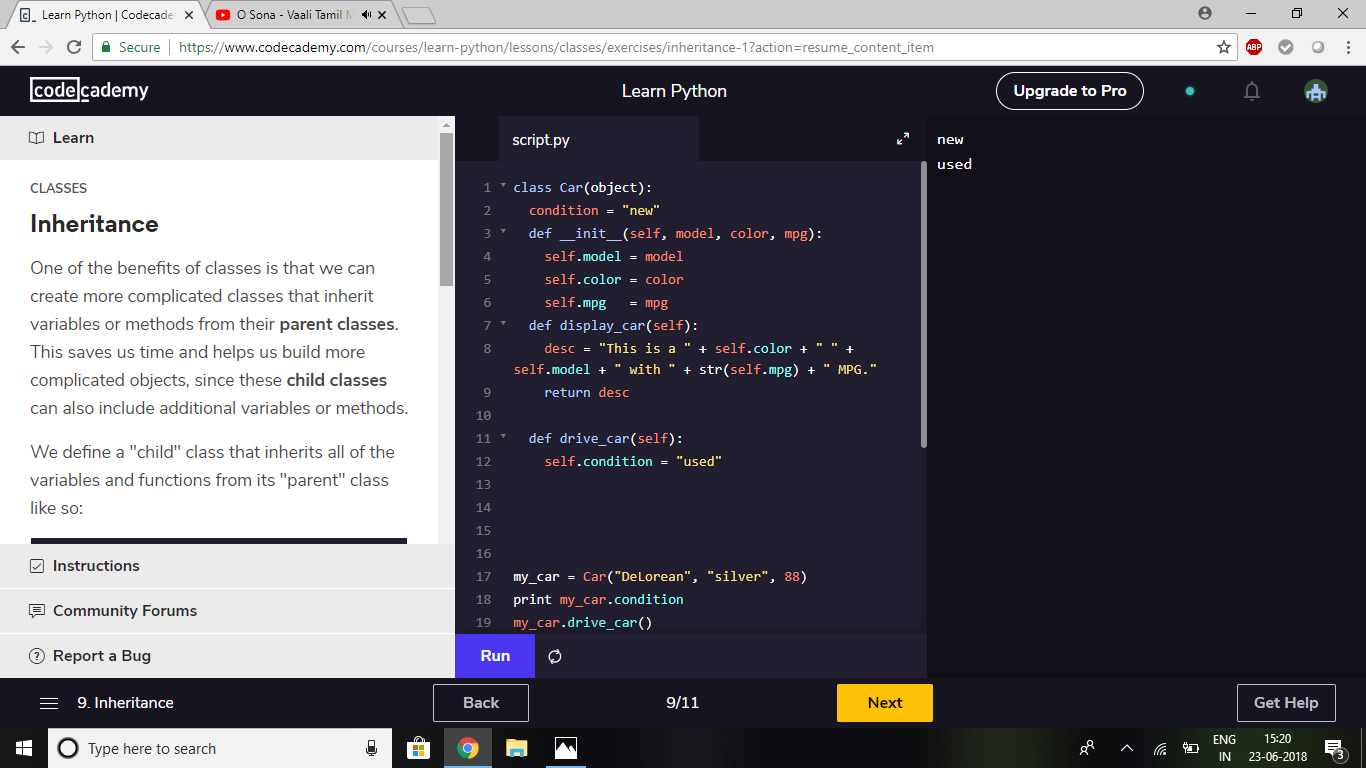 Learn Python | Codecade
O Sona - Vaali Tamil M
Secure
https://www.codecademy.com/courses/learn-python/lessons/classes/exercises/inheritance-1?action=resume_content_item
ABP
codecademy
Learn Python
Upgrade to Pro
Learn
CLASSES
Inheritance
One of the benefits of classes is that we can
create more complicated classes that inherit
variables or methods from their parent classes.
This saves us time and helps us build more
complicated objects, since these child classes
can also include additional variables or methods.
We define a "child" class that inherits all of the
variables and functions from its "parent" class
like so:
Instructions
Community Forums
Report a Bug
script.py
1 class Car(object):
2   condition = "new"
3   def __init__(self, model, color, mpg):
4     self.model = model
5     self.color = color
6     self.mpg   = mpg
7   def display_car(self):
8     desc = "This is a " + self.color + " " +
self.model + " with " + str(self.mpg) + " MPG."
9     return desc
10
11   def drive_car(self):
12     self.condition = "used"
13
14
15
16
17 my_car = Car("DeLorean", "silver", 88)
18 print my_car.condition
19 my_car.drive_car()
Run
new
used
9. Inheritance
Back
9/11
Next
Get Help
Type here to search
ENG
IN
15:20
23-06-2018
3